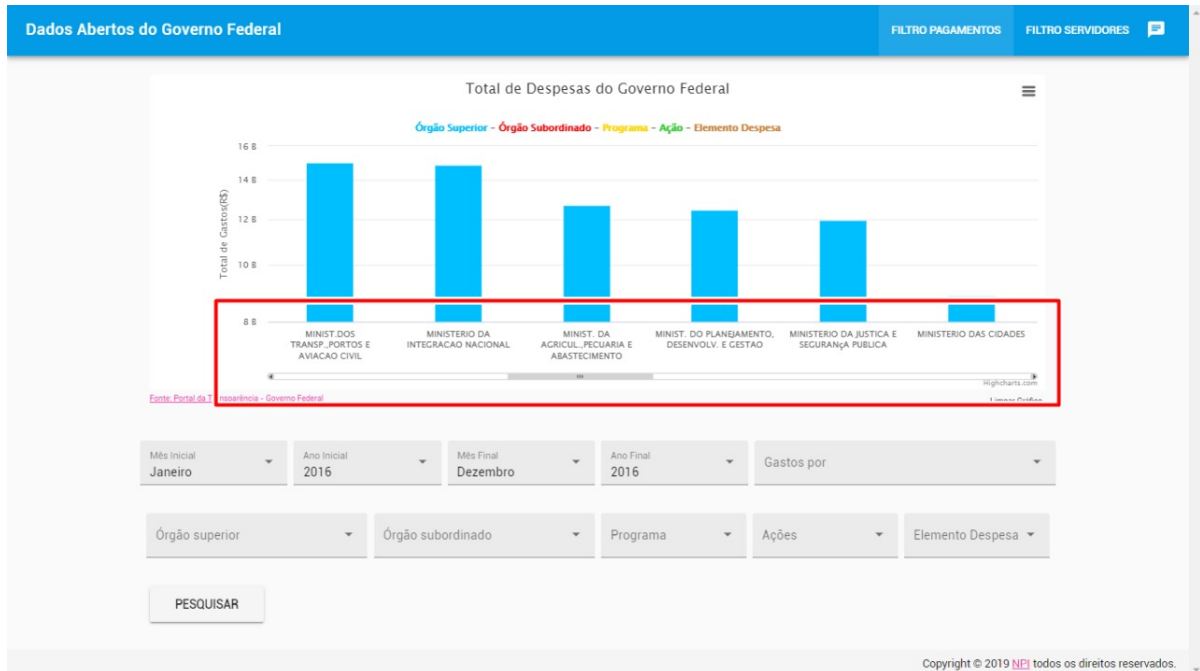 Dados Abertos do Governo Federal
FILTRO PAGAMENTOS
FILTRO SERVIDORES
Total de Despesas do Governo Federal
Órgão Superior - Órgão Subordinado - Programa - Ação - Elemento Despesa
Total de Gastos(R$)
16 B
14 B
12 B
10 B
8 B
MINIST.DOS
TRANSP.,PORTOS E
AVIACAO CIVIL
MINISTERIO DA
INTEGRACAO NACIONAL
MINIST. DA
AGRICUL.,PECUARIA E
ABASTECIMENTO
MINIST. DO PLANEJAMENTO,
DESENVOLV. E GESTAO
MINISTERIO DA JUSTICA E
SEGURANçA PUBLICA
MINISTERIO DAS CIDADES
Highcharts.com
Fonte: Portal da Transparência - Governo Federal
Limpar Gráfico
Mês Inicial
Janeiro
Ano Inicial
2016
Mês Final
Dezembro
Ano Final
2016
Gastos por
Órgão superior
Órgão subordinado
Programa
Ações
Elemento Despesa
PESQUISAR
Copyright © 2019 NPI todos os direitos reservados.